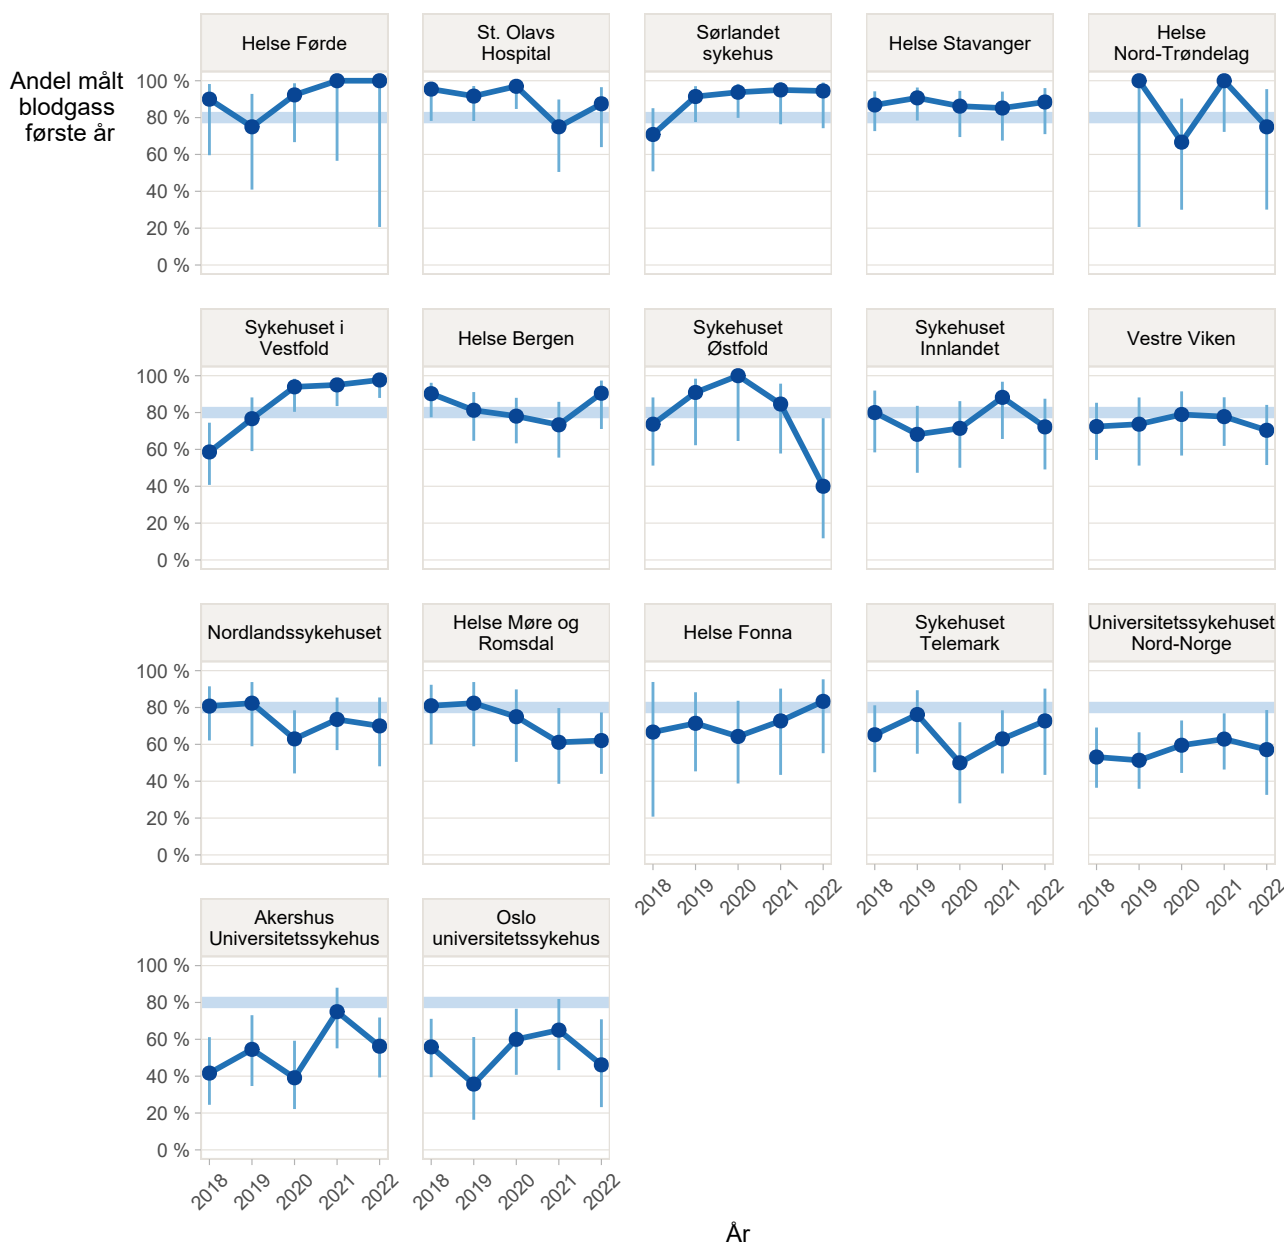 Andel målt
blodgass
første år
Helse Førde
St. Olavs
Hospital
Sørlandet
sykehus
Helse Stavanger
Helse
Nord-Trøndelag
100 %
80 %
60 %
40 %
20 %
0 %
Sykehuset i
Vestfold
Helse Bergen
Sykehuset
Østfold
Sykehuset
Innlandet
Vestre Viken
100 %
80 %
60 %
40 %
20 %
0 %
Nordlandssykehuset
Helse Møre og
Romsdal
Helse Fonna
Sykehuset
Telemark
Universitetssykehuset
Nord-Norge
100 %
80 %
60 %
40 %
20 %
0 %
2018 2019 2020 2021 2022
2018 2019 2020 2021 2022
2018 2019 2020 2021 2022
Akershus
Universitetssykehus
Oslo
universitetssykehus
100 %
80 %
60 %
40 %
20 %
0 %
2018 2019 2020 2021 2022
2018 2019 2020 2021 2022
År